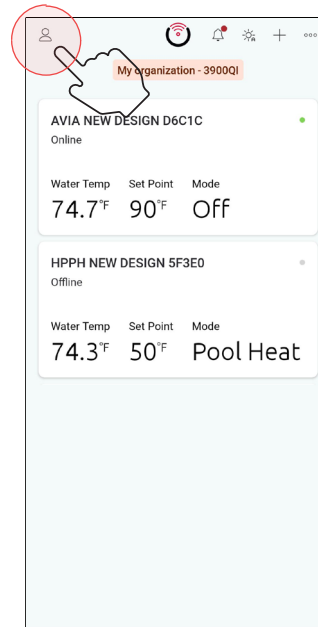 My organization - 3900QI
AVIA NEW DESIGN D6C1C
Online
Water Temp Set Point Mode
74.7°F 90°F Off
HPPH NEW DESIGN 5F3E0
Offline
Water Temp Set Point Mode
74.3°F 50°F Pool Heat